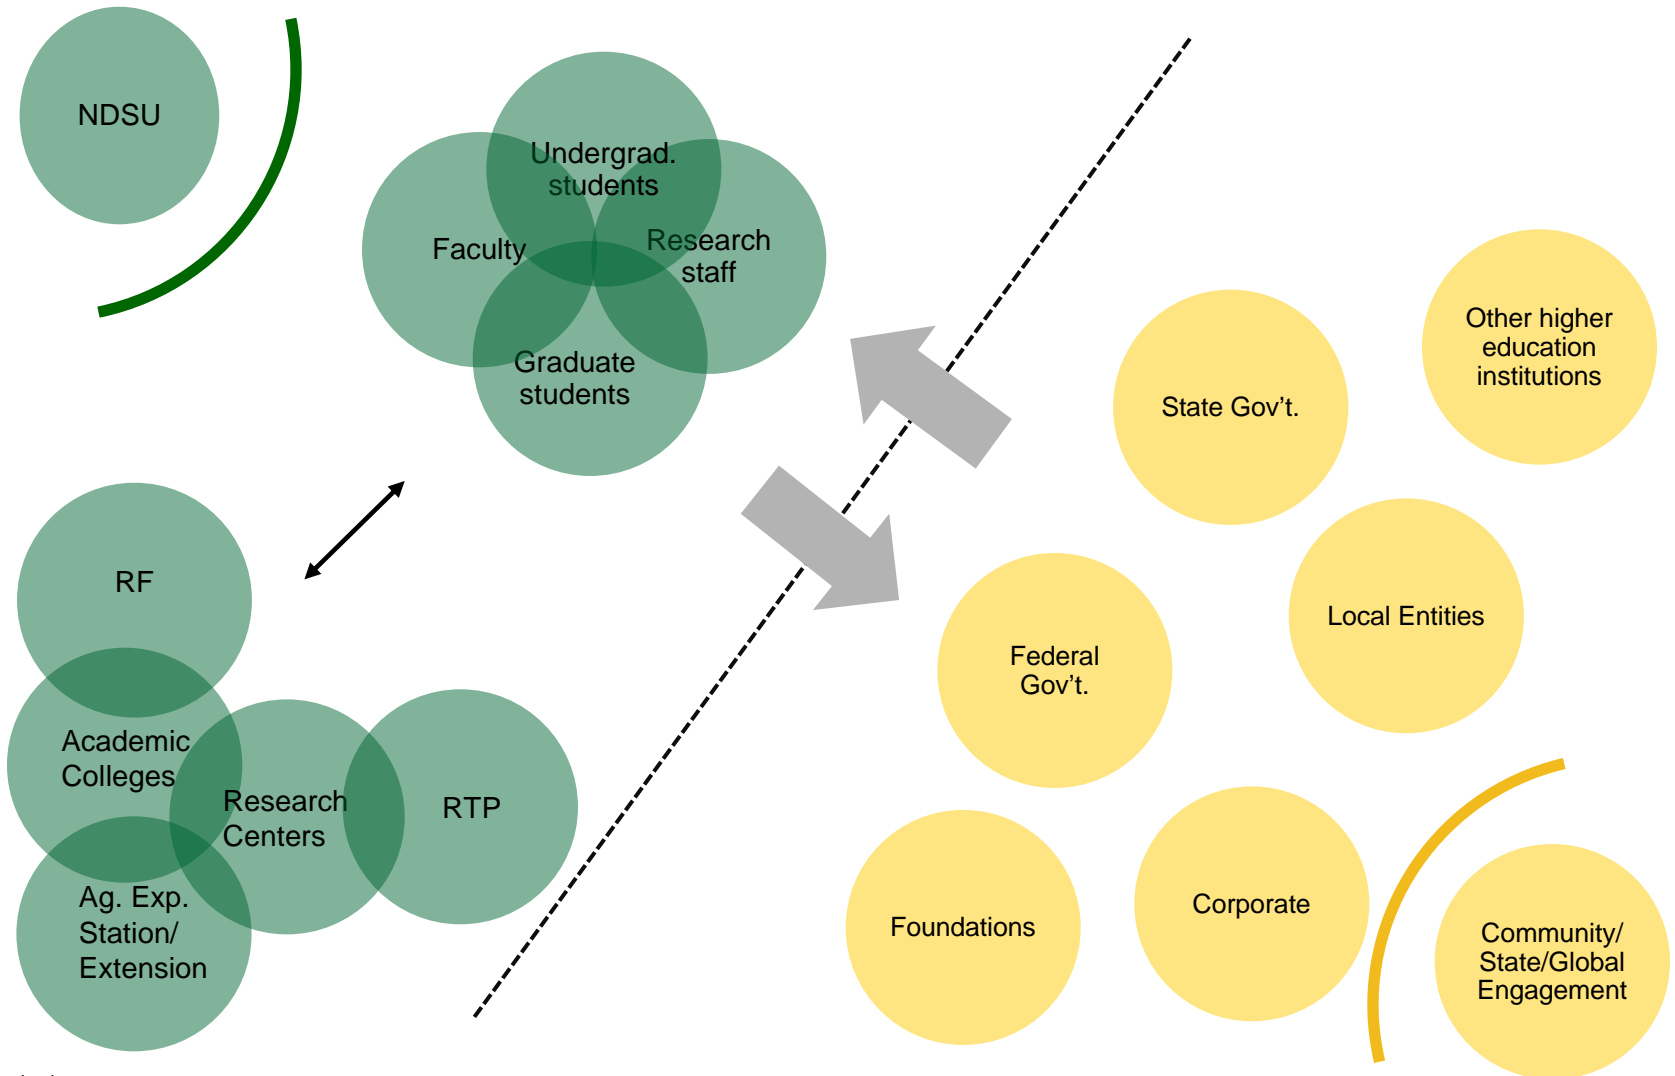 NDSU
Undergrad.
students
Faculty
Research
staff
Graduate
students
RF
Academic
Colleges
Research
Centers
RTP
Ag. Exp.
Station/
Extension
Other higher
education
institutions
State Gov’t.
Local Entities
Federal
Gov’t.
Foundations
Corporate
Community/
State/Global
Engagement